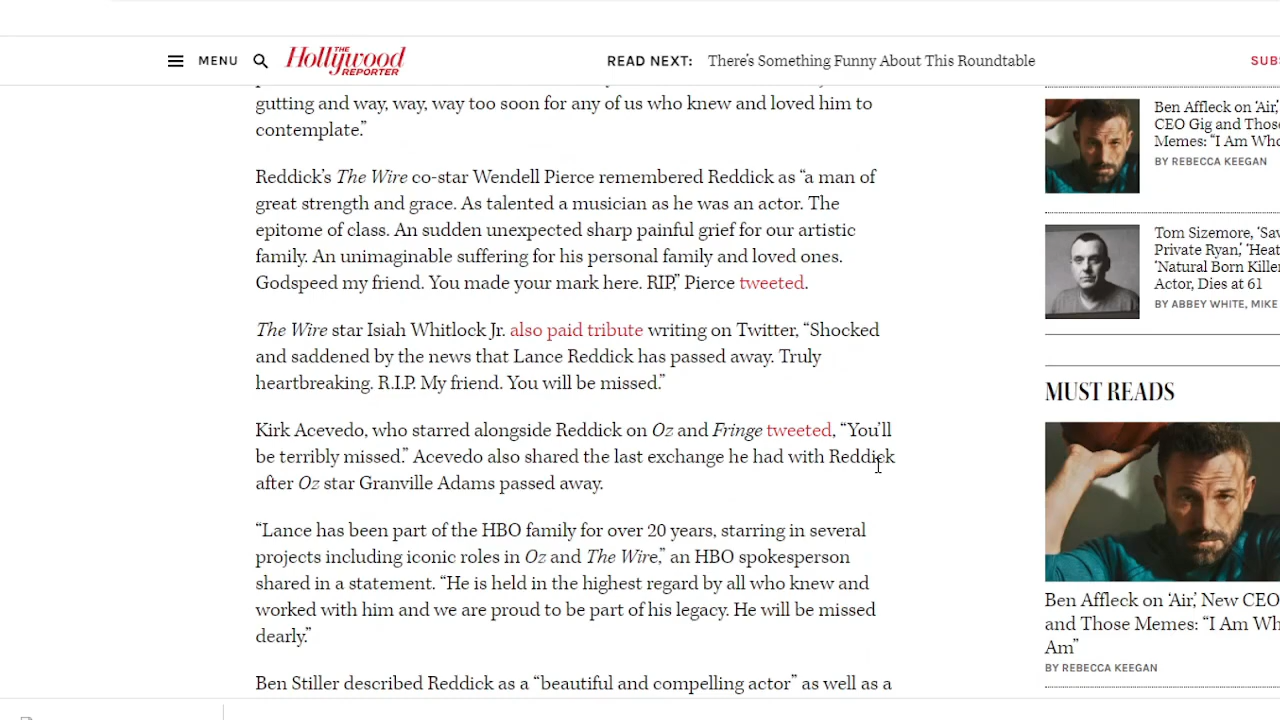 MENU
THE
Hollywood
REPORTER
READ NEXT: There's Something Funny About This Roundtable
SUB
gutting and way, way, way too soon for any of us who knew and loved him to
contemplate.”
Reddick's The Wire co-star Wendell Pierce remembered Reddick as “a man of
great strength and grace. As talented a musician as he was an actor. The
epitome of class. An sudden unexpected sharp painful grief for our artistic
family. An unimaginable suffering for his personal family and loved ones.
Godspeed my friend. You made your mark here. RIP,” Pierce tweeted.
The Wire star Isiah Whitlock Jr. also paid tribute writing on Twitter, “Shocked
and saddened by the news that Lance Reddick has passed away. Truly
heartbreaking. R.I.P. My friend. You will be missed.”
Kirk Acevedo, who starred alongside Reddick on Oz and Fringe tweeted, “You'll
be terribly missed.” Acevedo also shared the last exchange he had with Reddick
after Oz star Granville Adams passed away.
“Lance has been part of the HBO family for over 20 years, starring in several
projects including iconic roles in Oz and The Wire,” an HBO spokesperson
shared in a statement. “He is held in the highest regard by all who knew and
worked with him and we are proud to be part of his legacy. He will be missed
dearly.”
Ben Stiller described Reddick as a “beautiful and compelling actor” as well as a
Ben Affleck on ‘Air,’
CEO Gig and Those
Memes: “I Am Who
BY REBECCA KEEGAN
Tom Sizemore, ‘Sav
Private Ryan,’ ‘Heat
‘Natural Born Killer
Actor, Dies at 61
BY ABBEY WHITE, MIKE
MUST READS
Ben Affleck on ‘Air,’ New CEO
and Those Memes: “I Am Wh
Am”
BY REBECCA KEEGAN